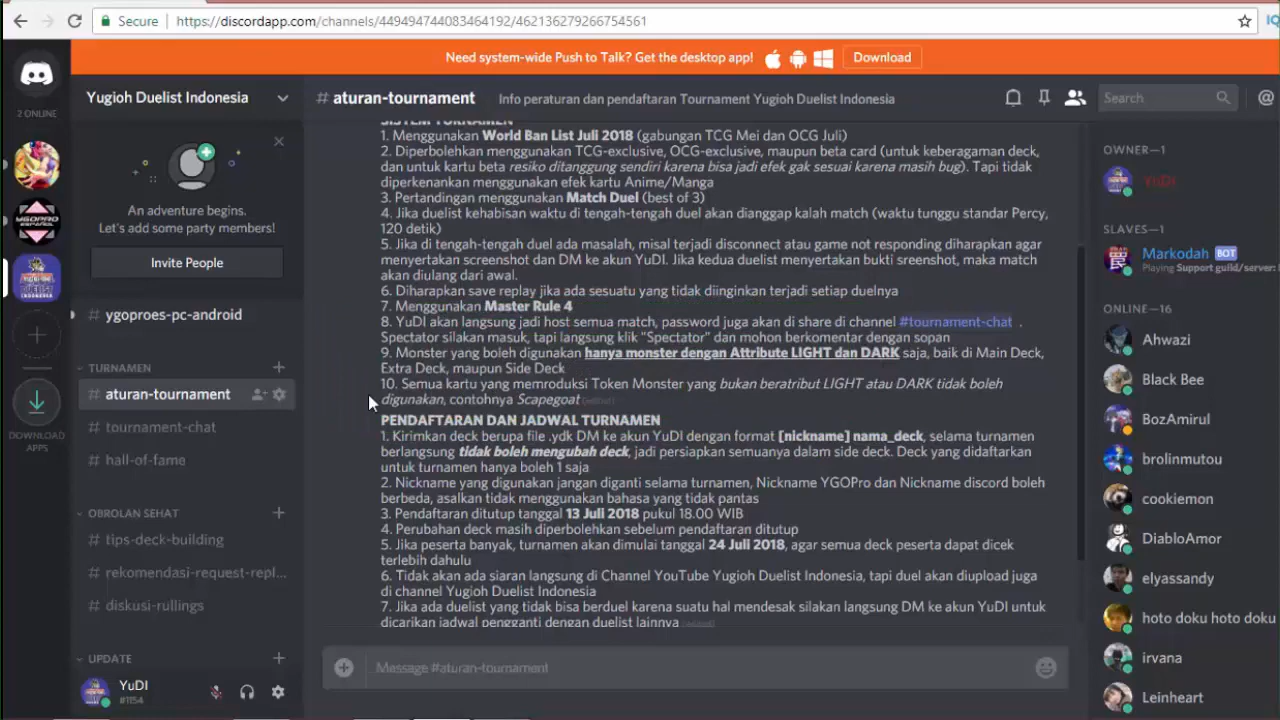 Secure
https://discordapp.com/channels/449494744083464192/462136279266754561
Need system-wide Push to Talk? Get the desktop app!
Download
2 ONLINE
YGOPRO
DUELIST
INDONESIA
DOWNLOAD
APPS
Yugioh Duelist Indonesia
An adventure begins.
Let's add some party members!
Invite People
ygoproes-pc-android
TURNAMEN
# aturan-tournament
# tournament-chat
# hall-of-fame
OBROLAN SEHAT
# tips-deck-building
# rekomendasi-request-repl...
# diskusi-rullings
UPDATE
YuDI
#1154
# aturan-tournament
Info peraturan dan pendaftaran Tournament Yugioh Duelist Indonesia
Search
SISTEM TURNAMEN
1. Menggunakan World Ban List Juli 2018 (gabungan TCG Mei dan OCG Juli)
2. Diperbolehkan menggunakan TCG-exclusive, OCG-exclusive, maupun beta card (untuk keberagaman deck,
dan untuk kartu beta resiko ditanggung sendiri karena bisa jadi efek gak sesuai karena masih bug). Tapi tidak
diperkenankan menggunakan efek kartu Anime/Manga
3. Pertandingan menggunakan Match Duel (best of 3)
4. Jika duelist kehabisan waktu di tengah-tengah duel akan dianggap kalah match (waktu tunggu standar Percy,
120 detik)
5. Jika di tengah-tengah duel ada masalah, misal terjadi disconnect atau game not responding diharapkan agar
menyertakan screenshot dan DM ke akun YuDI. Jika kedua duelist menyertakan bukti sreenshot, maka match
akan diulang dari awal.
6. Diharapkan save replay jika ada sesuatu yang tidak diinginkan terjadi setiap duelnya
7. Menggunakan Master Rule 4
8. YuDI akan langsung jadi host semua match, password juga akan di share di channel #tournament-chat .
Spectator silakan masuk, tapi langsung klik "Spectator" dan mohon berkomentar dengan sopan
9. Monster yang boleh digunakan hanya monster dengan Attribute LIGHT dan DARK saja, baik di Main Deck,
Extra Deck, maupun Side Deck
10. Semua kartu yang memroduksi Token Monster yang bukan beratribut LIGHT atau DARK tidak boleh
digunakan, contohnya Scapegoat (edited)
PENDAFTARAN DAN JADWAL TURNAMEN
1. Kirimkan deck berupa file .ydk DM ke akun YuDI dengan format [nickname] nama_deck, selama turnamen
berlangsung tidak boleh mengubah deck, jadi persiapkan semuanya dalam side deck. Deck yang didaftarkan
untuk turnamen hanya boleh 1 saja
2. Nickname yang digunakan jangan diganti selama turnamen, Nickname YGOPro dan Nickname discord boleh
berbeda, asalkan tidak menggunakan bahasa yang tidak pantas
3. Pendaftaran ditutup tanggal 13 Juli 2018 pukul 18.00 WIB
4. Perubahan deck masih diperbolehkan sebelum pendaftaran ditutup
5. Jika peserta banyak, turnamen akan dimulai tanggal 24 Juli 2018, agar semua deck peserta dapat dicek
terlebih dahulu
6. Tidak akan ada siaran langsung di Channel YouTube Yugioh Duelist Indonesia, tapi duel akan diupload juga
di channel Yugioh Duelist Indonesia
7. Jika ada duelist yang tidak bisa berduel karena suatu hal mendesak silakan langsung DM ke akun YuDI untuk
dicarikan jadwal pengganti dengan duelist lainnya (edited)
Message #aturan-tournament
OWNER—1
YuDI
SLAVES—1
Markodah BOT
Playing Support guild/server:
ONLINE—16
Ahwazi
Black Bee
BozAmirul
brolinmutou
cookiemon
DiabloAmor
elyassandy
hoto doku hoto doku
irvana
Leinheart